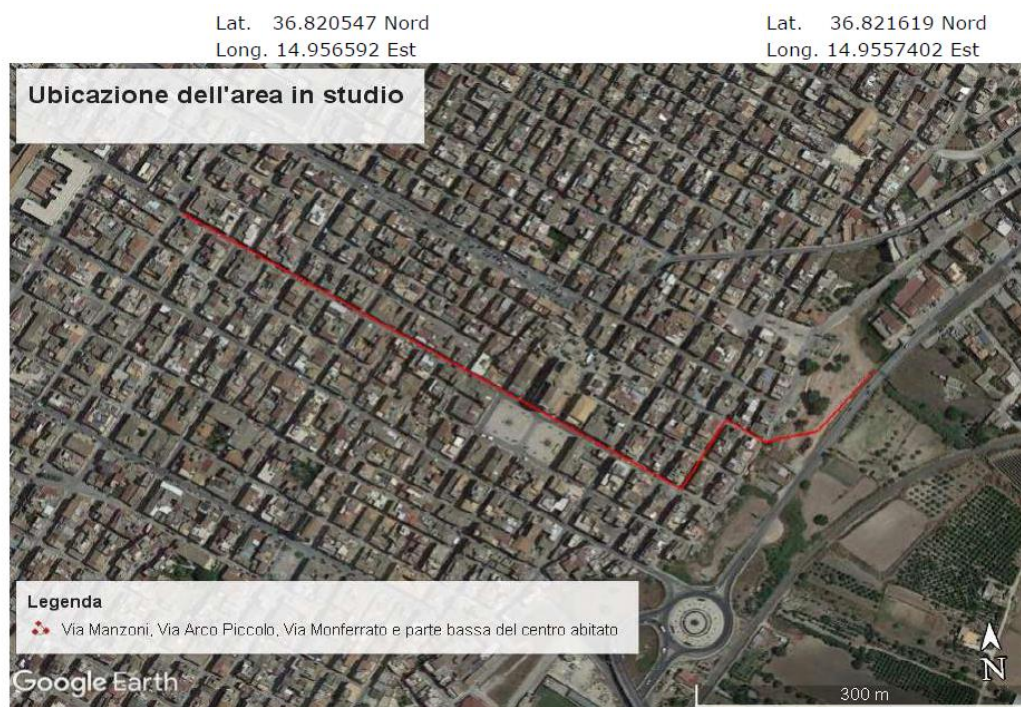 Lat. 36.820547 Nord
Long. 14.956592 Est
Lat. 36.821619 Nord
Long. 14.9557402 Est
Ubicazione dell'area in studio
Legenda
Via Manzoni, Via Arco Piccolo, Via Monferrato e parte bassa del centro abitato
Google Earth
N
300 m